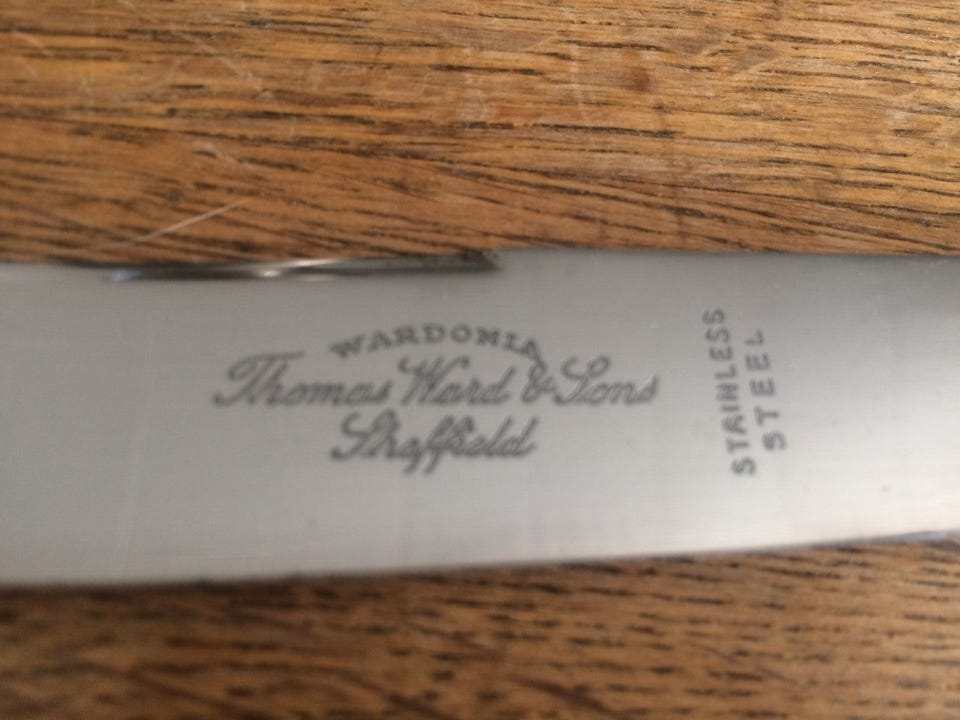 WARDONIA
Thomas Ward & Sons
Sheffield
STAINLESS
STEEL